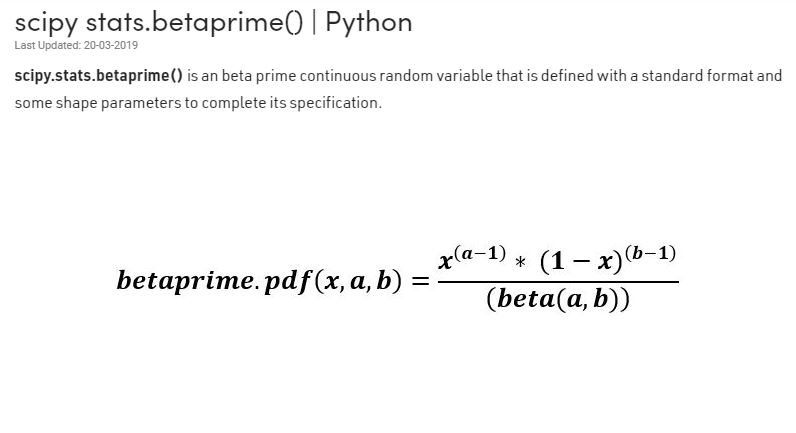 scipy stats.betaprime() | Python
Last Updated: 20-03-2019
scipy.stats.betaprime() is an beta prime continuous random variable that is defined with a standard format and
some shape parameters to complete its specification.
betaprime.pdf(x, a, b) = x^(a−1) * (1 − x)^(b−1) / (beta(a, b))